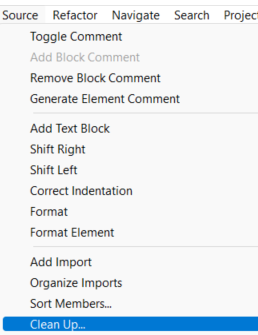 Source Refactor Navigate Search Project
Toggle Comment
Add Block Comment
Remove Block Comment
Generate Element Comment
Add Text Block
Shift Right
Shift Left
Correct Indentation
Format
Format Element
Add Import
Organize Imports
Sort Members...
Clean Up...